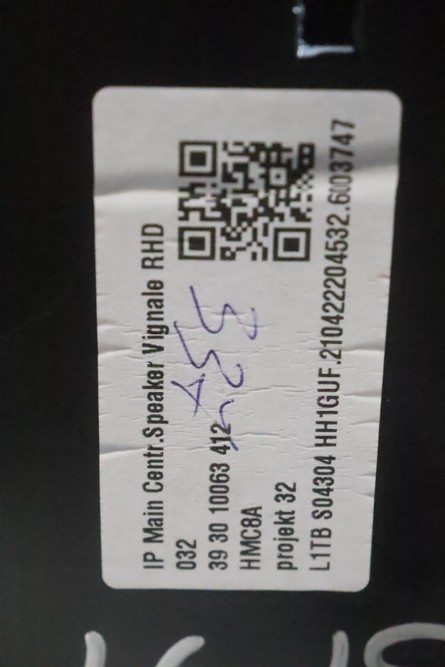 IP Main Centr.Speaker Vignale RHD
032
39 30 10063 412
HMC8A
projekt 32
L1TB S04304 HH1GUF.210422204532.6003747